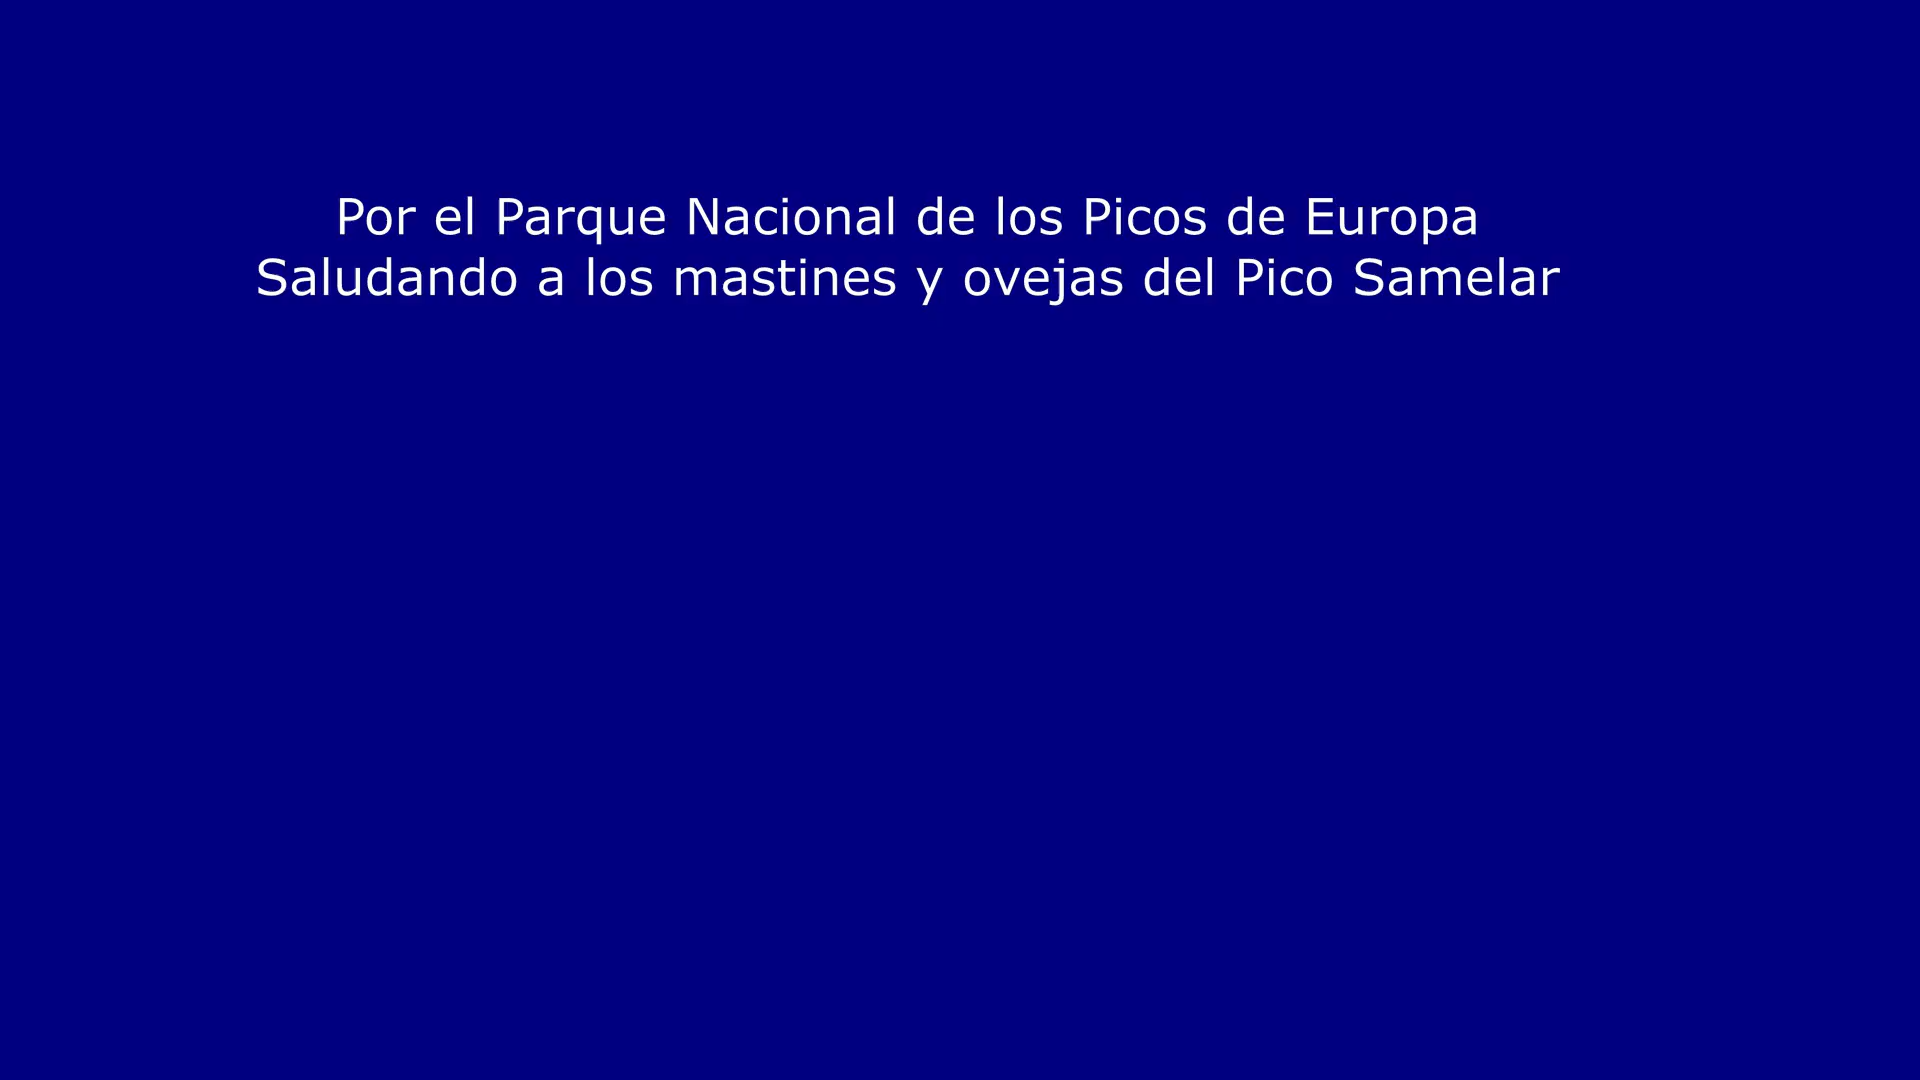 Por el Parque Nacional de los Picos de Europa
Saludando a los mastines y ovejas del Pico Samelar